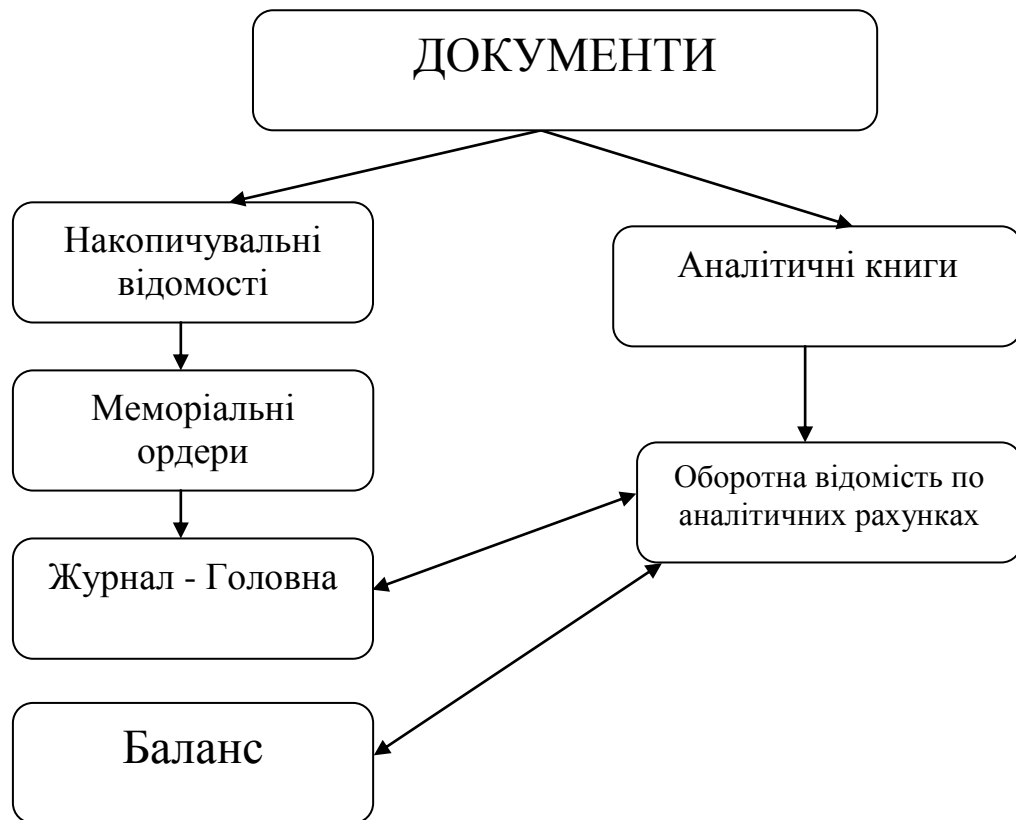 ДОКУМЕНТИ
Накопичувальні
відомості
Аналітичні книги
Меморіальні
ордери
Оборотна відомість по
аналітичних рахунках
Журнал - Головна
Баланс